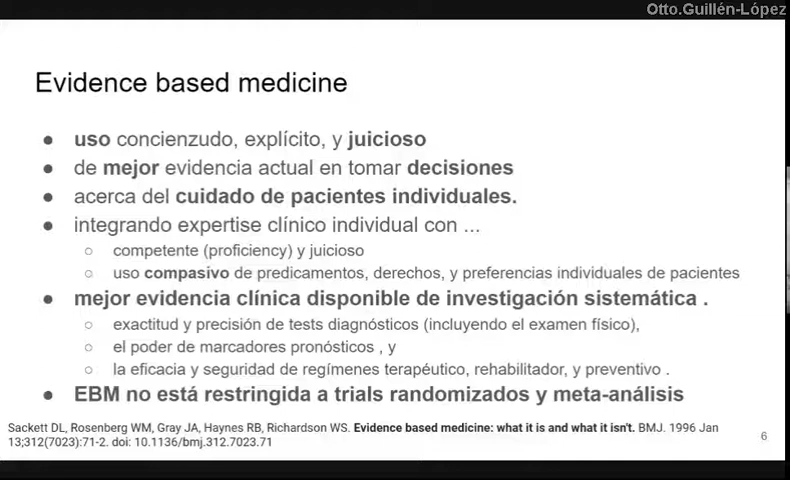 Otto.Guillén-López
Evidence based medicine
● uso concienzudo, explícito, y juicioso
● de mejor evidencia actual en tomar decisiones
● acerca del cuidado de pacientes individuales.
● integrando expertise clínico individual con ...
○ competente (proficiency) y juicioso
○ uso compasivo de predicamentos, derechos, y preferencias individuales de pacientes
● mejor evidencia clínica disponible de investigación sistemática .
○ exactitud y precisión de tests diagnósticos (incluyendo el examen físico),
○ el poder de marcadores pronósticos , y
○ la eficacia y seguridad de regímenes terapéutico, rehabilitador, y preventivo .
● EBM no está restringida a trials randomizados y meta-análisis
Sackett DL, Rosenberg WM, Gray JA, Haynes RB, Richardson WS. Evidence based medicine: what it is and what it isn't. BMJ. 1996 Jan
13;312(7023):71-2. doi: 10.1136/bmj.312.7023.71
6